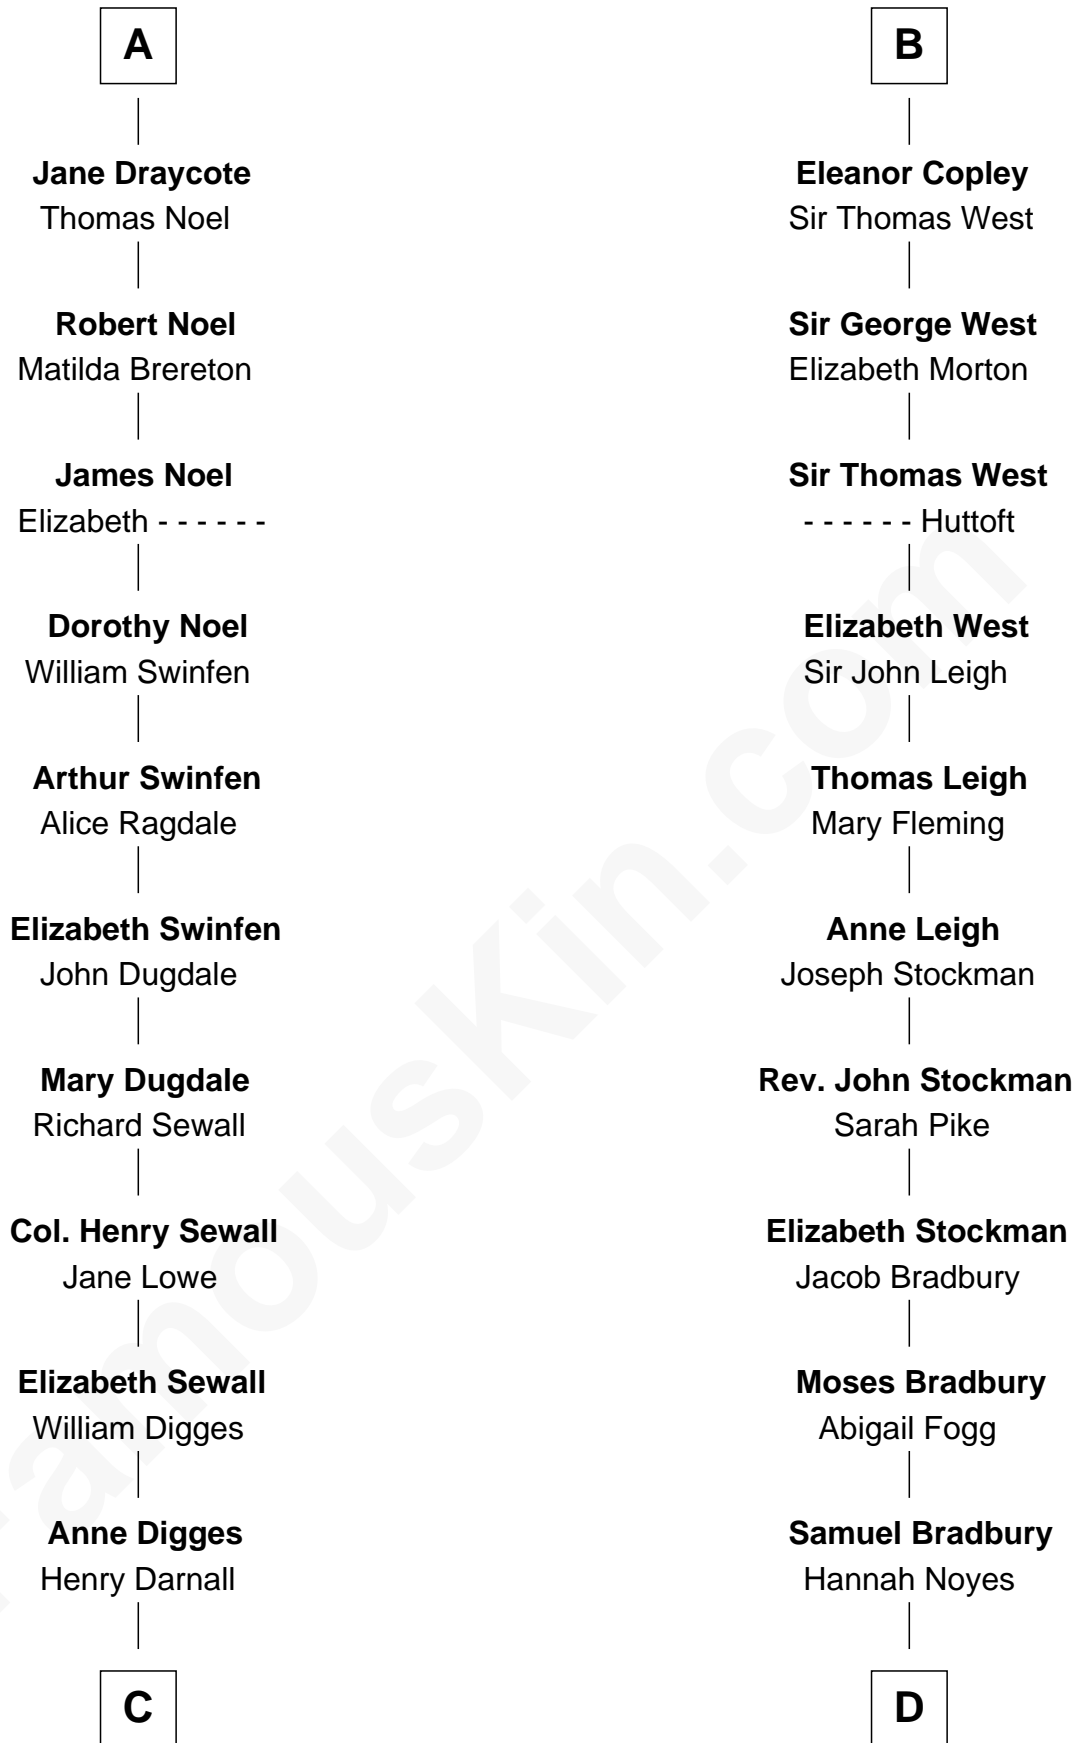 A
Jane Draycote
Thomas Noel
Robert Noel
Matilda Brereton
James Noel
Elizabeth - - - - - -
Dorothy Noel
William Swinfen
Arthur Swinfen
Alice Ragdale
Elizabeth Swinfen
John Dugdale
Mary Dugdale
Richard Sewall
Col. Henry Sewall
Jane Lowe
Elizabeth Sewall
William Digges
Anne Digges
Henry Darnall
C
B
Eleanor Copley
Sir Thomas West
Sir George West
Elizabeth Morton
Sir Thomas West
- - - - - - Huttoft
Elizabeth West
Sir John Leigh
Thomas Leigh
Mary Fleming
Anne Leigh
Joseph Stockman
Rev. John Stockman
Sarah Pike
Elizabeth Stockman
Jacob Bradbury
Moses Bradbury
Abigail Fogg
Samuel Bradbury
Hannah Noyes
D
FamousKin.com